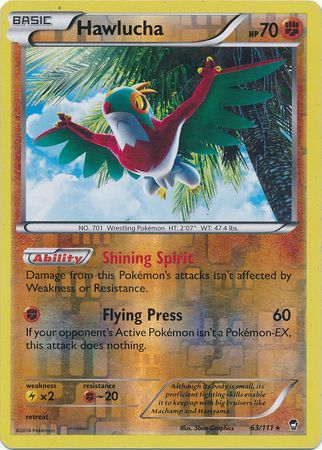 BASIC
Hawlucha
HP 70
NO. 701 Wrestling Pokémon HT: 2'07" WT: 47.4 lbs.
Ability Shining Spirit
Damage from this Pokémon's attacks isn't affected by
Weakness or Resistance.
Flying Press 60
If your opponent's Active Pokémon isn't a Pokémon-EX,
this attack does nothing.
weakness
×2
resistance
-20
retreat
Although its body is small, its
proficient fighting skills enable
it to keep up with big bruisers like
Machamp and Hariyama.
©2014 Pokémon
Illus. 5ban Graphics
63/111 ★